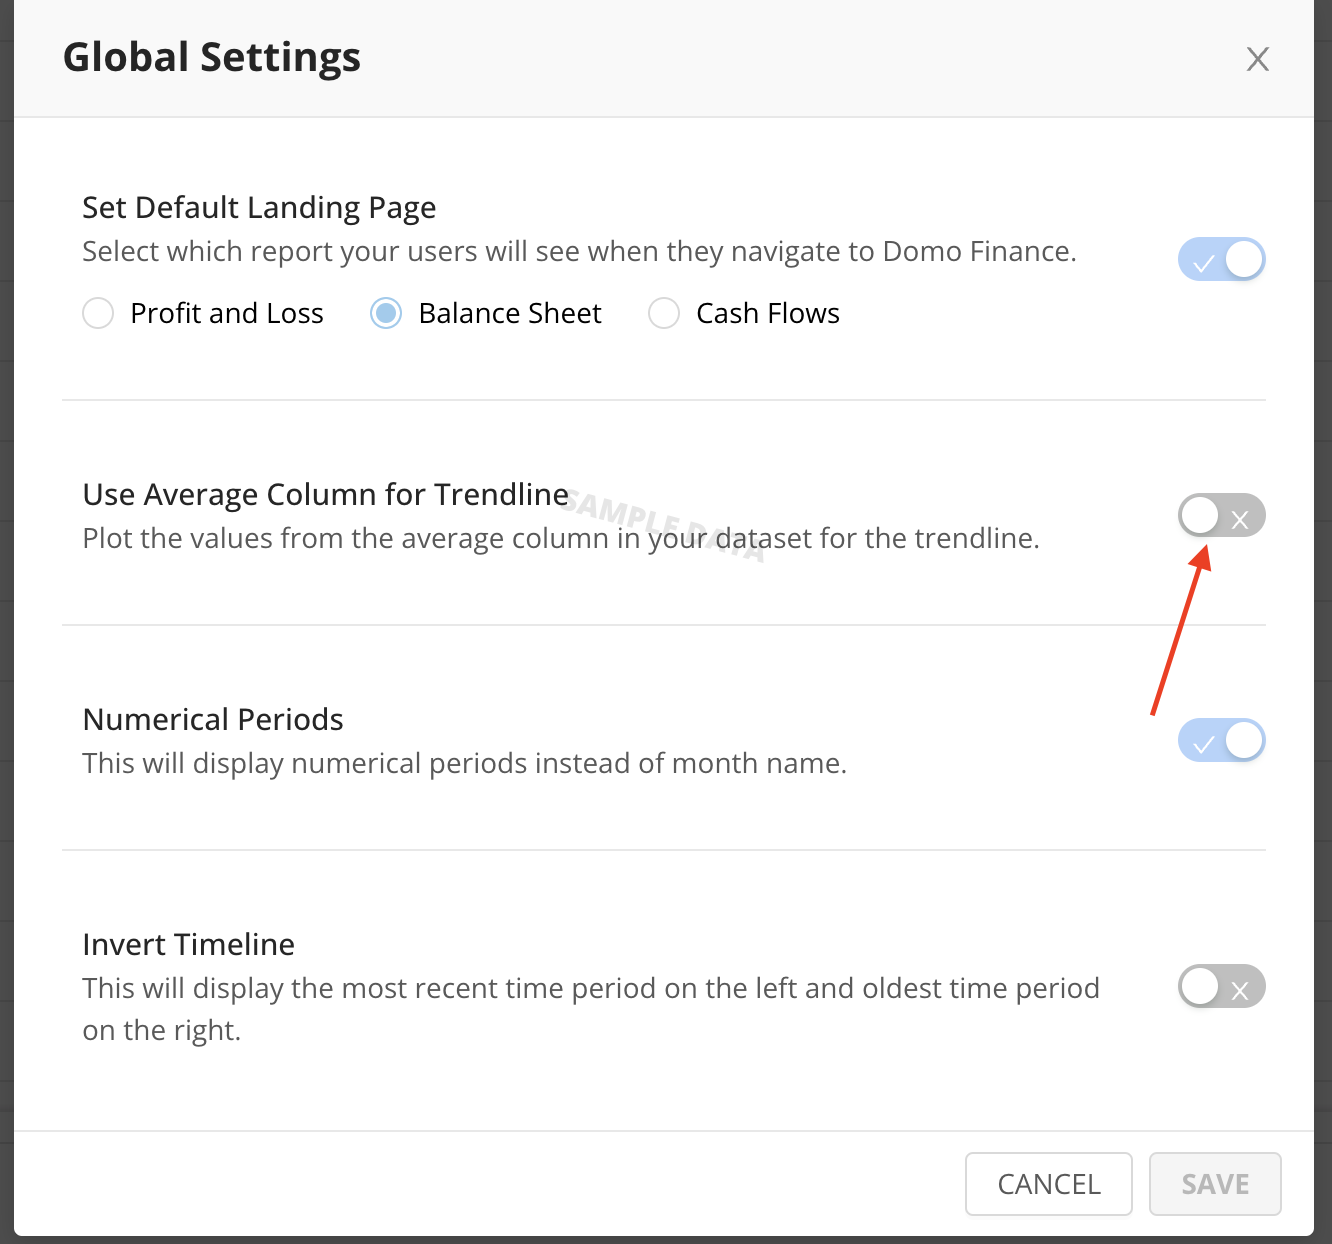 Global Settings
X
Set Default Landing Page
Select which report your users will see when they navigate to Domo Finance.
Profit and Loss Balance Sheet Cash Flows
Use Average Column for Trendline
SAMPLE DATA
Plot the values from the average column in your dataset for the trendline.
Numerical Periods
This will display numerical periods instead of month name.
Invert Timeline
This will display the most recent time period on the left and oldest time period
on the right.
CANCEL SAVE